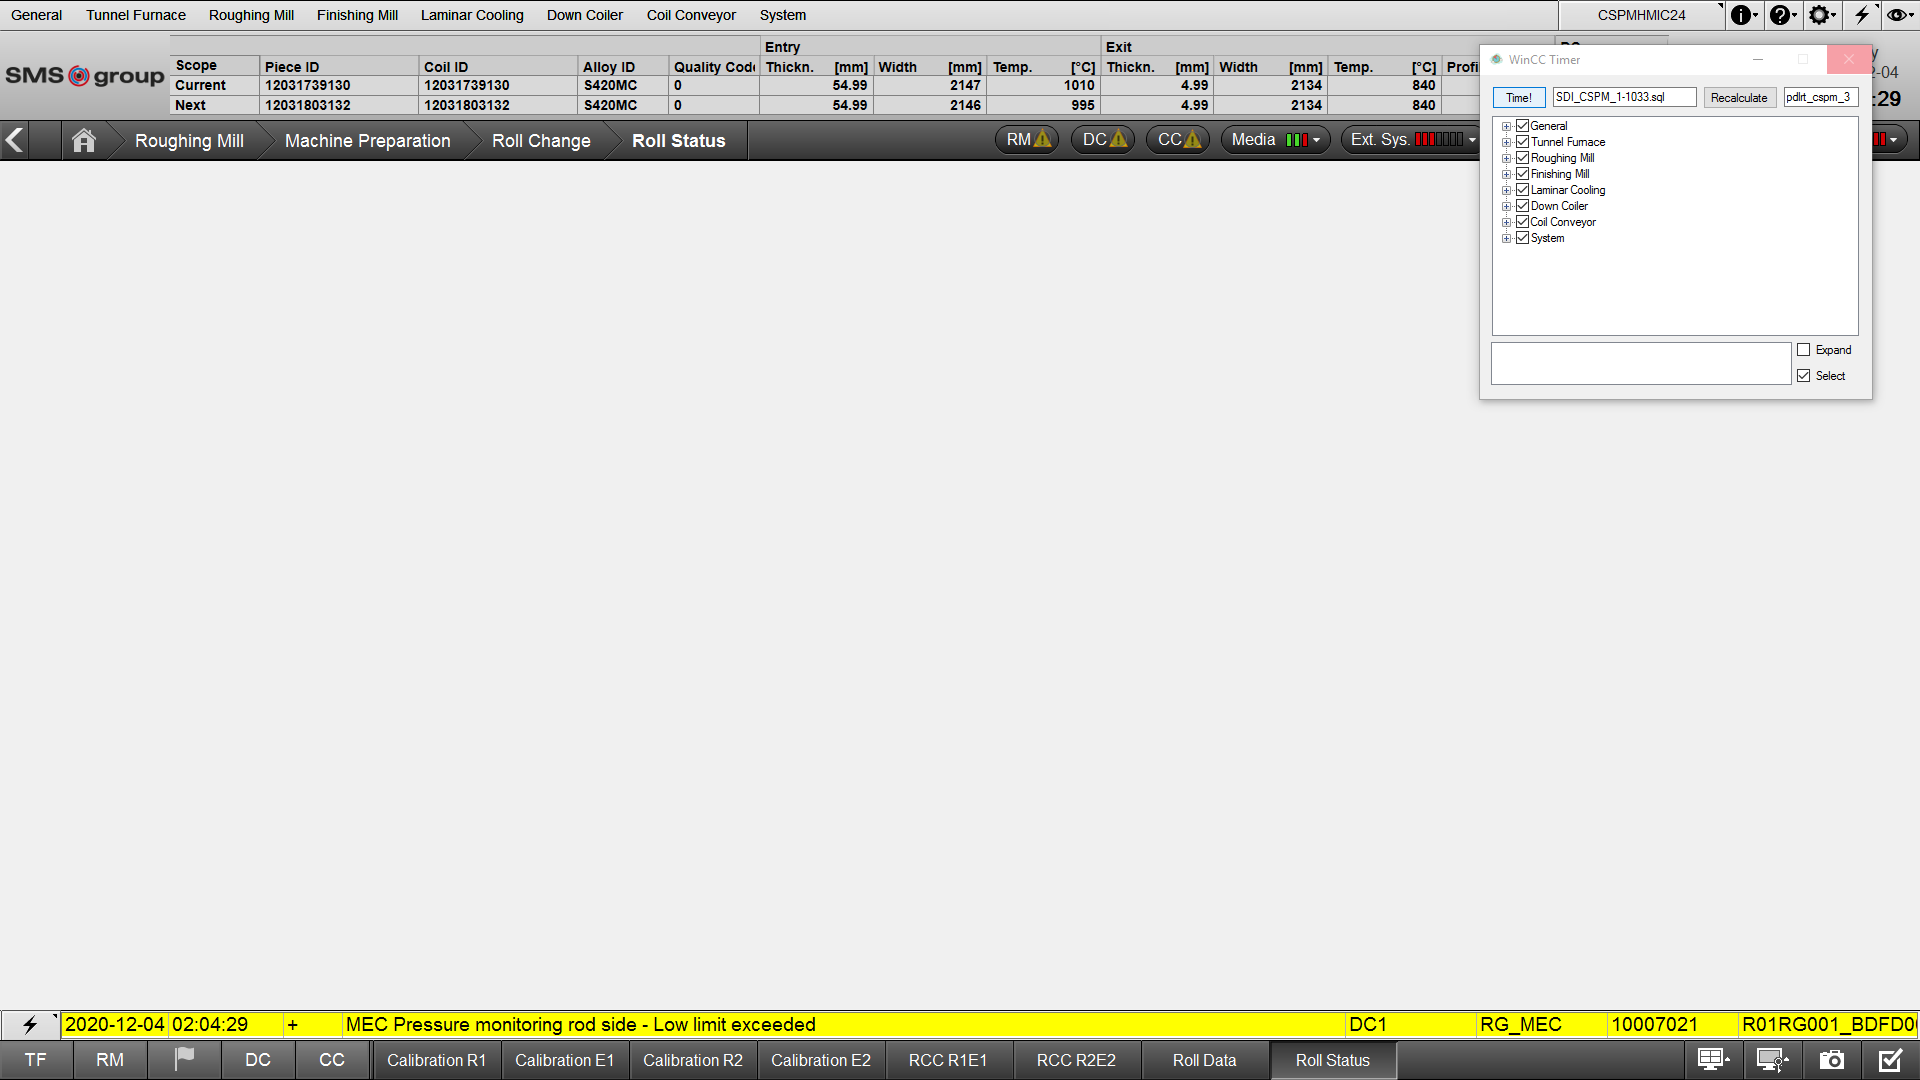 General Tunnel Furnace Roughing Mill Finishing Mill Laminar Cooling Down Coiler Coil Conveyor System CSPMHMIC24
SMS group
Entry Exit
Scope Piece ID Coil ID Alloy ID Quality Thickn. [mm] Width [mm] Temp. [°C] Thickn. [mm] Width [mm] Temp. [°C]
Current 12031739130 12031739130 S420MC 0 54.99 2147 1010 4.99 2134 840
Next 12031803132 12031803132 S420MC 0 54.99 2146 995 4.99 2134 840
-04
:29
Roughing Mill Machine Preparation Roll Change Roll Status RM DC CC Media Ext. Sys.
WinCC Timer
Time! SDI_CSPM_1-1033.sql Recalculate pdlrt_cspm_3
General
Tunnel Furnace
Roughing Mill
Finishing Mill
Laminar Cooling
Down Coiler
Coil Conveyor
System
Expand
Select
2020-12-04 02:04:29 + MEC Pressure monitoring rod side - Low limit exceeded DC1 RG_MEC 10007021 R01RG001_BDFD0
TF RM DC CC Calibration R1 Calibration E1 Calibration R2 Calibration E2 RCC R1E1 RCC R2E2 Roll Data Roll Status